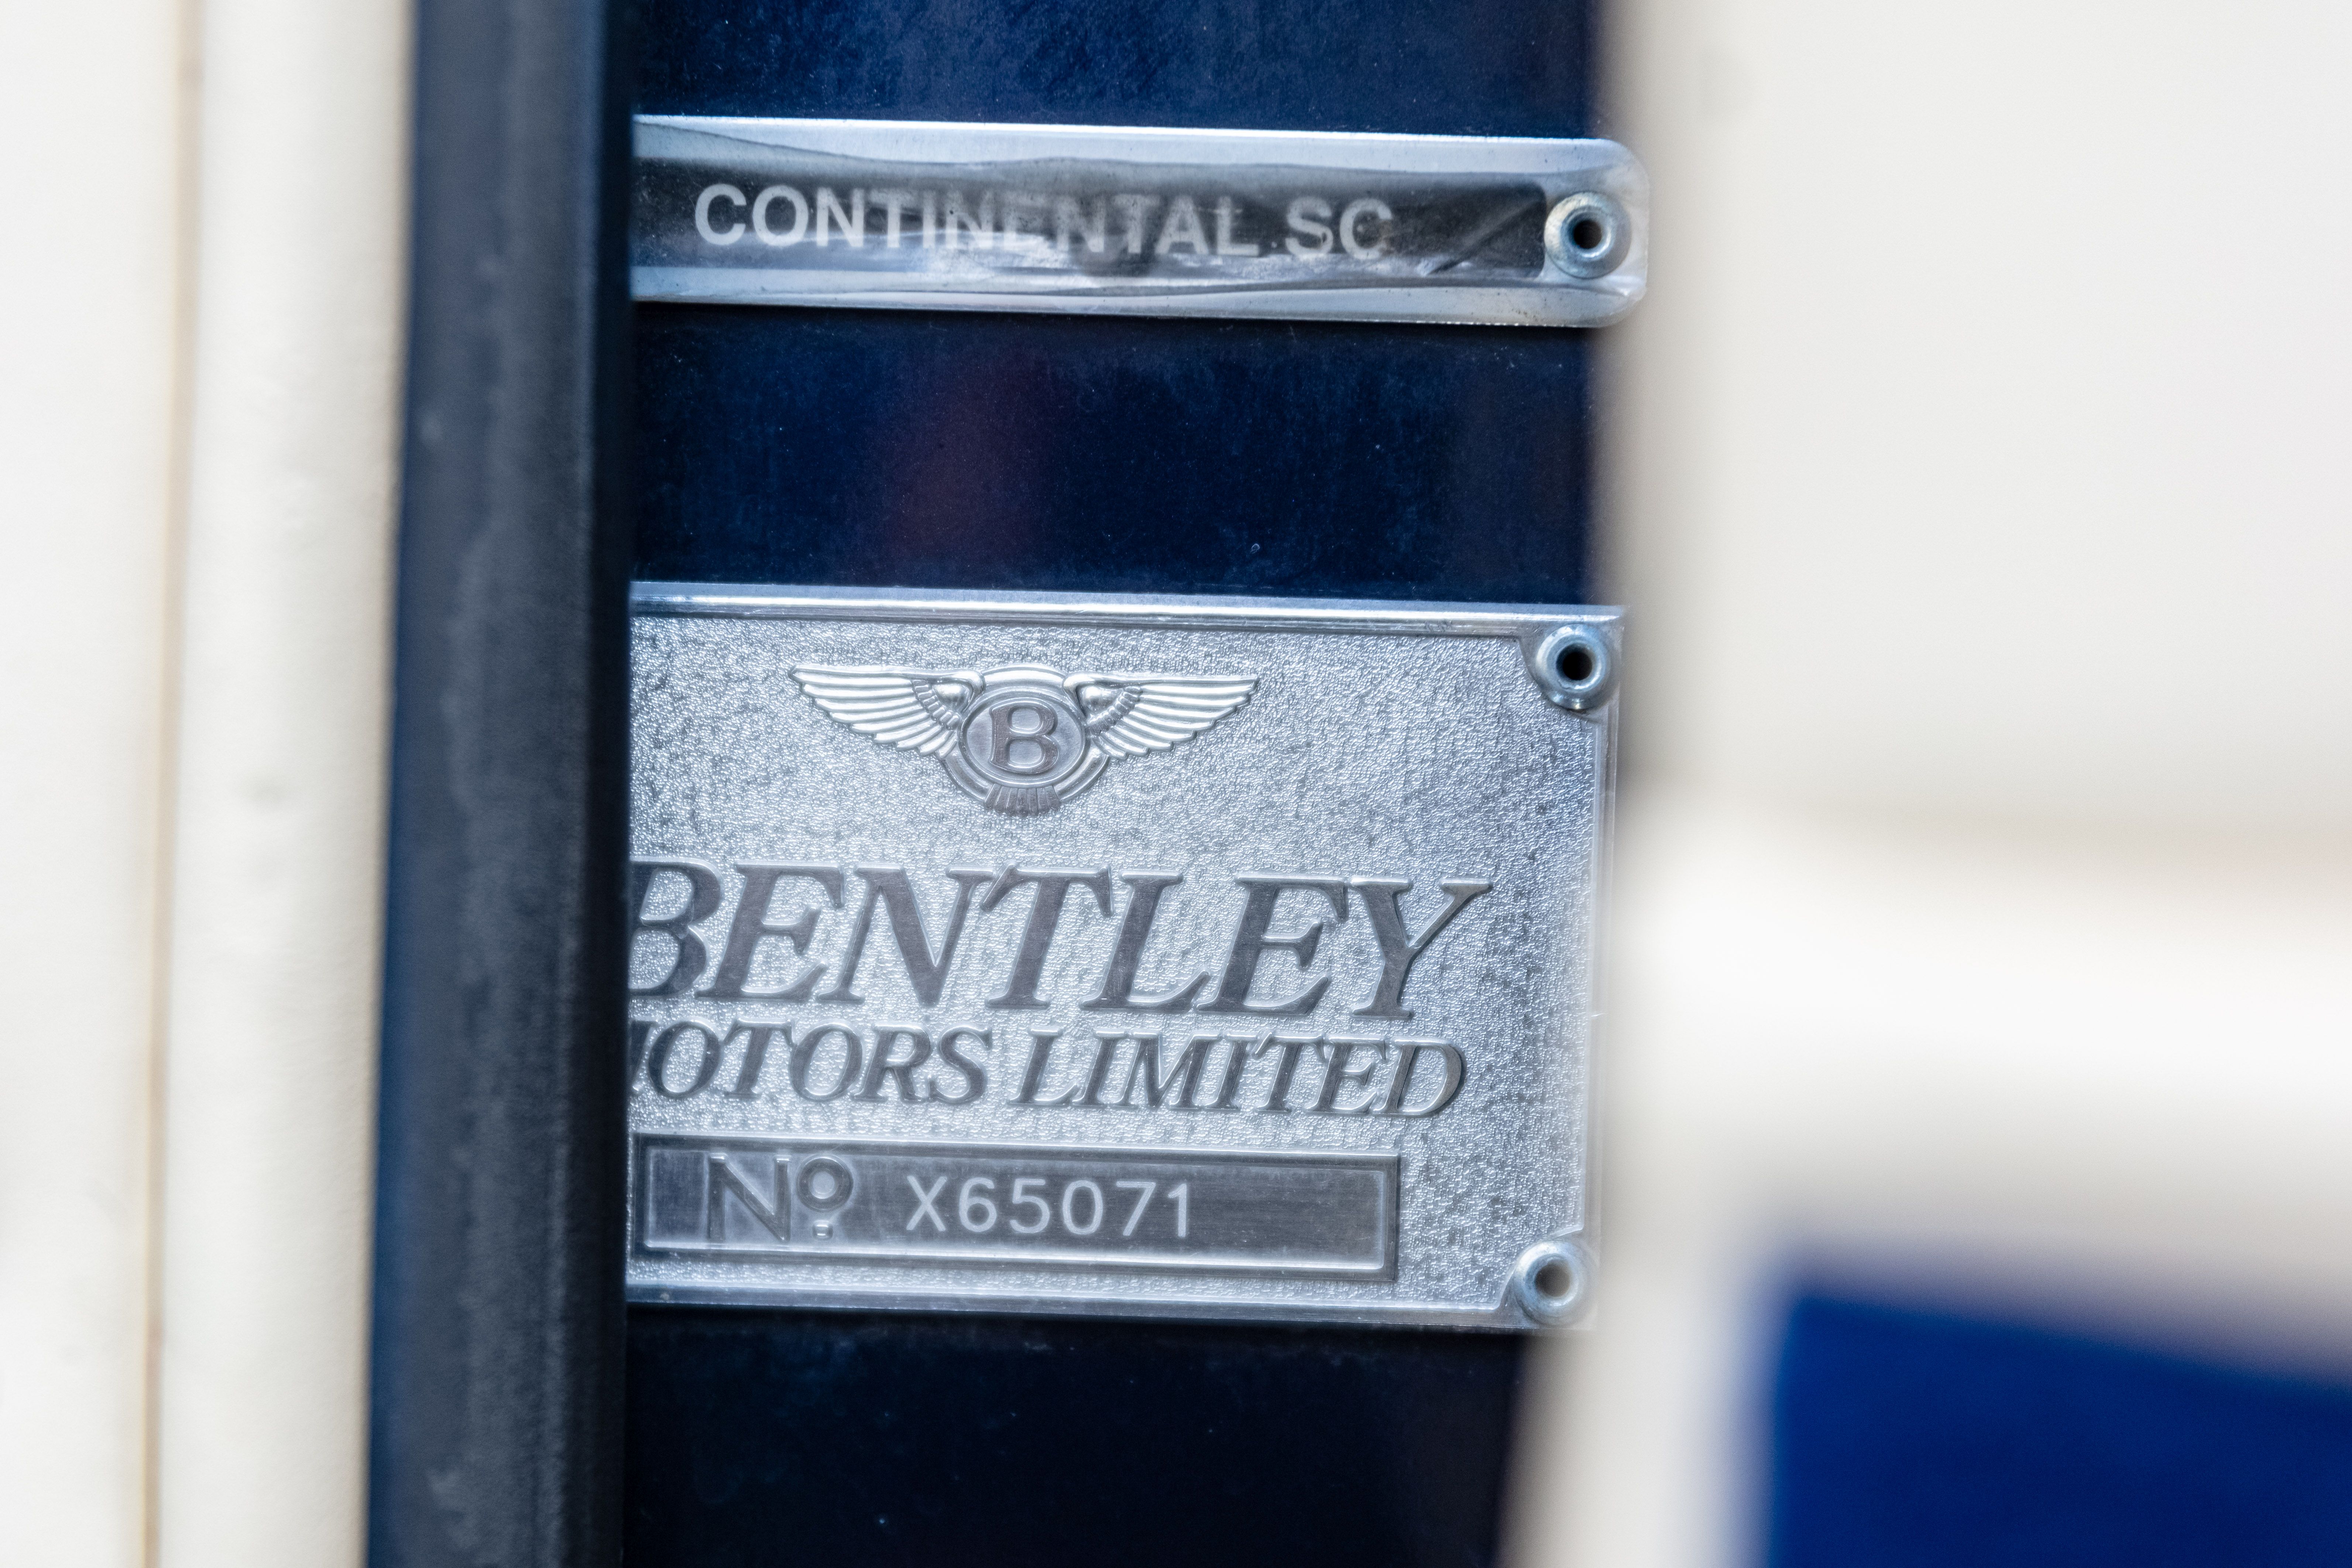 CONTINENTAL SC
B
BENTLEY
MOTORS LIMITED
Nº X65071